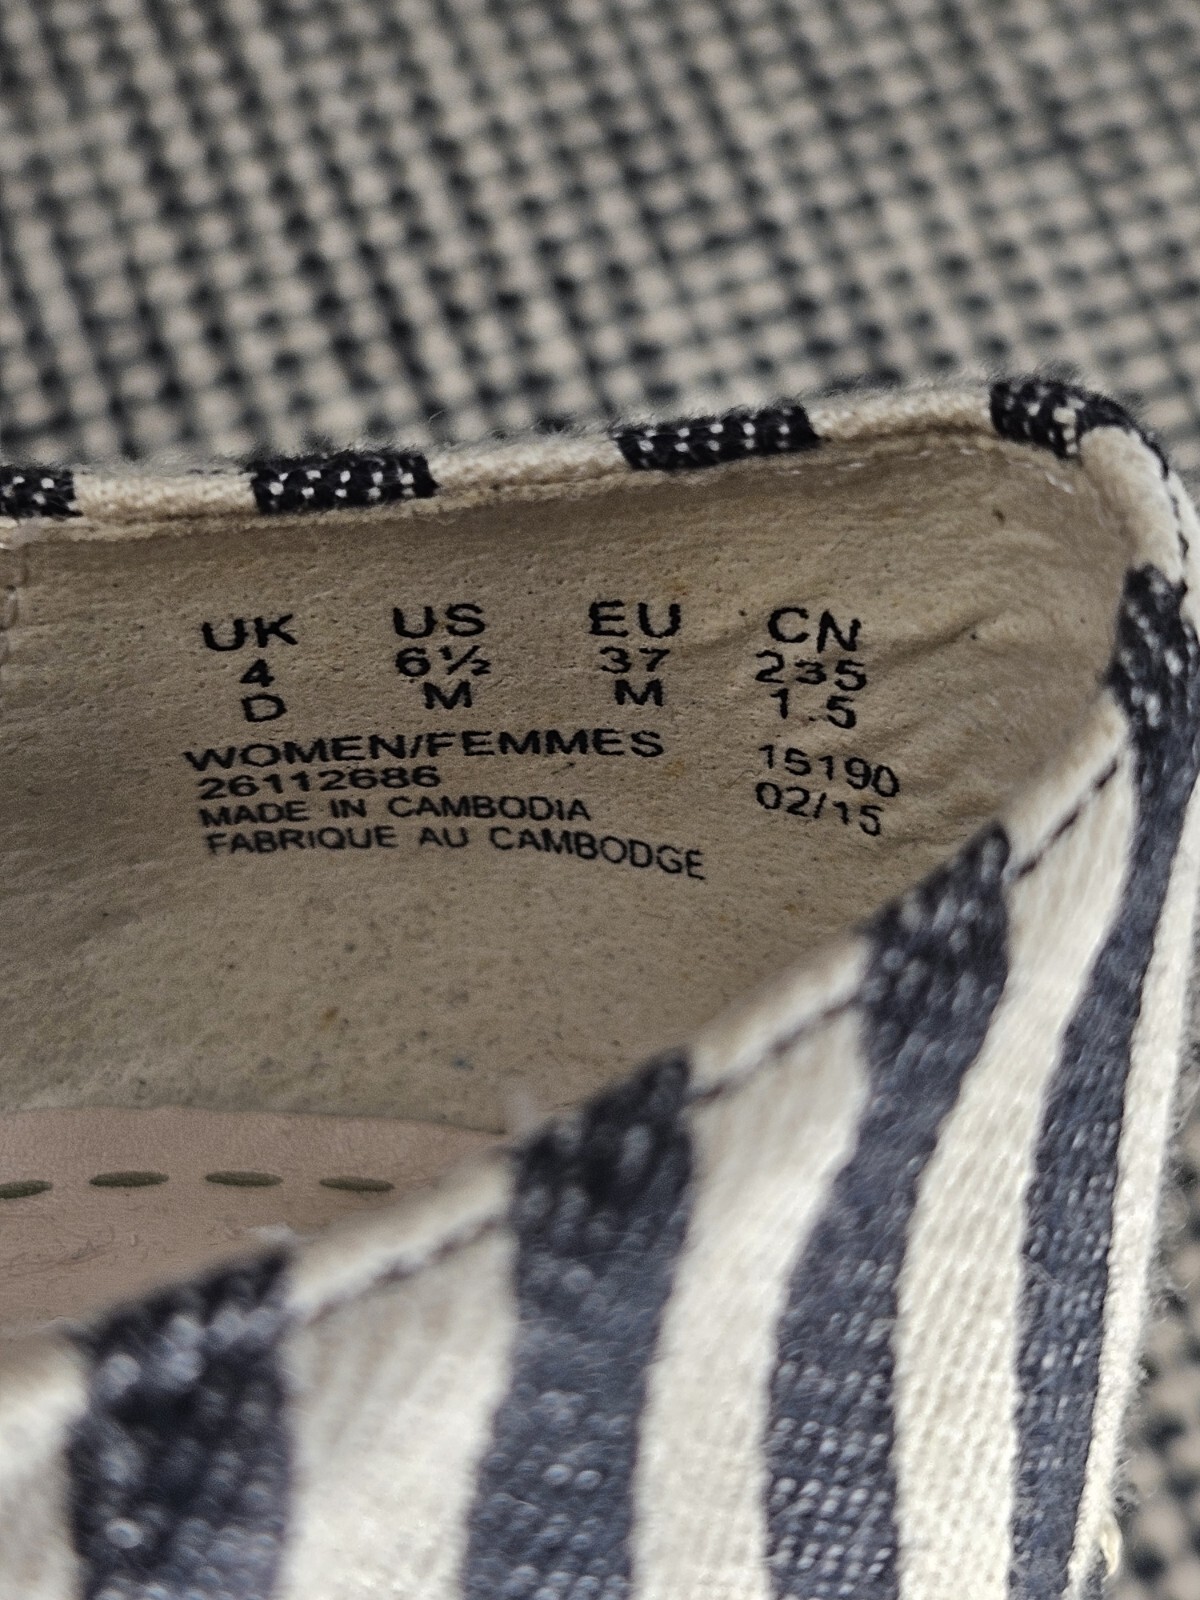 UK US EU CN
4 6½ 37 235
D M M 1.5
WOMEN/FEMMES 15190
26112686 02/15
MADE IN CAMBODIA
FABRIQUE AU CAMBODGE